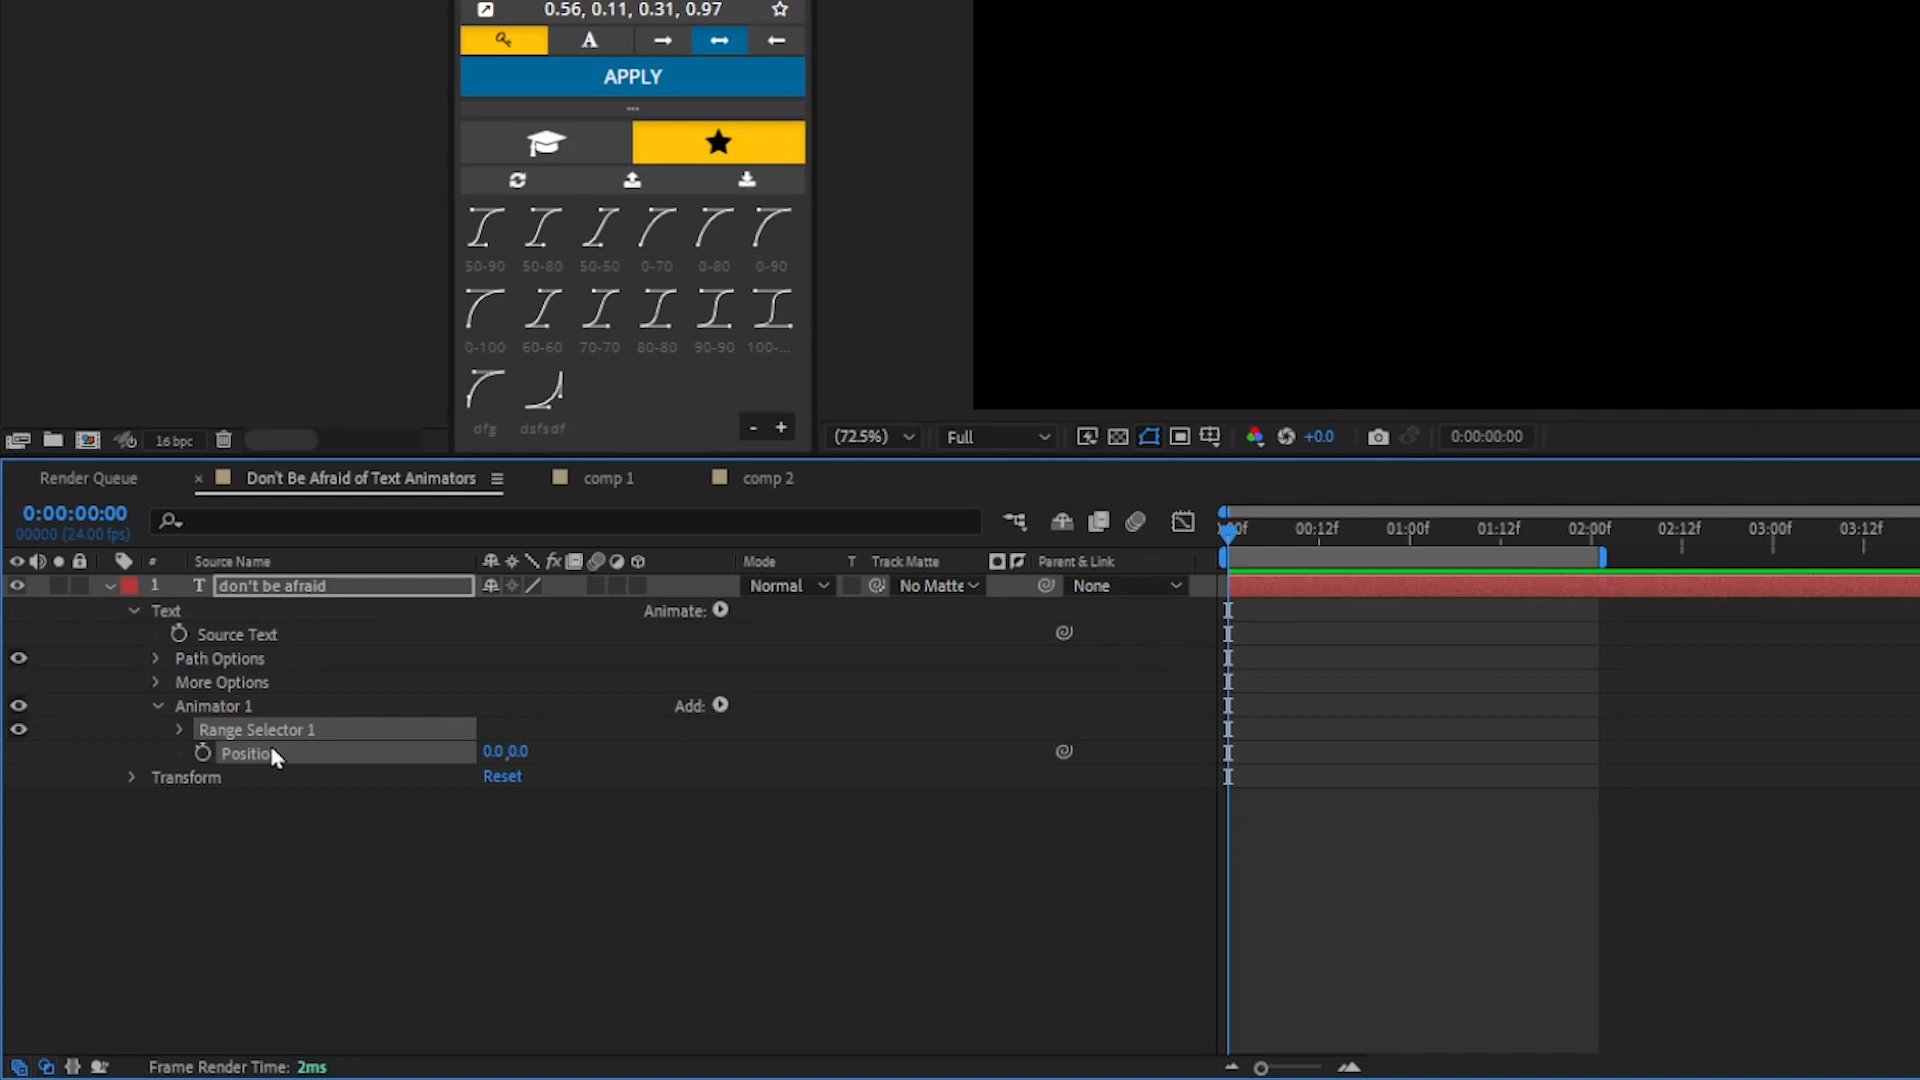 0.56, 0.11, 0.31, 0.97
A
APPLY
50-90 50-80 50-50 0-70 0-80 0-90
0-100 60-60 70-70 80-80 90-90 100-...
dfg dsfsdf
- +
16 bpc
(72.5%) Full +0.0 0:00:00:00
Render Queue × Don't Be Afraid of Text Animators comp 1 comp 2
0:00:00:00
00000 (24.00 fps)
00f 00:12f 01:00f 01:12f 02:00f 02:12f 03:00f 03:12f
# Source Name fx Mode T Track Matte Parent & Link
1 T don't be afraid Normal No Matte None
Text Animate:
Source Text
Path Options
More Options
Animator 1 Add:
Range Selector 1
Position 0.0,0.0
Transform Reset
Frame Render Time: 2ms